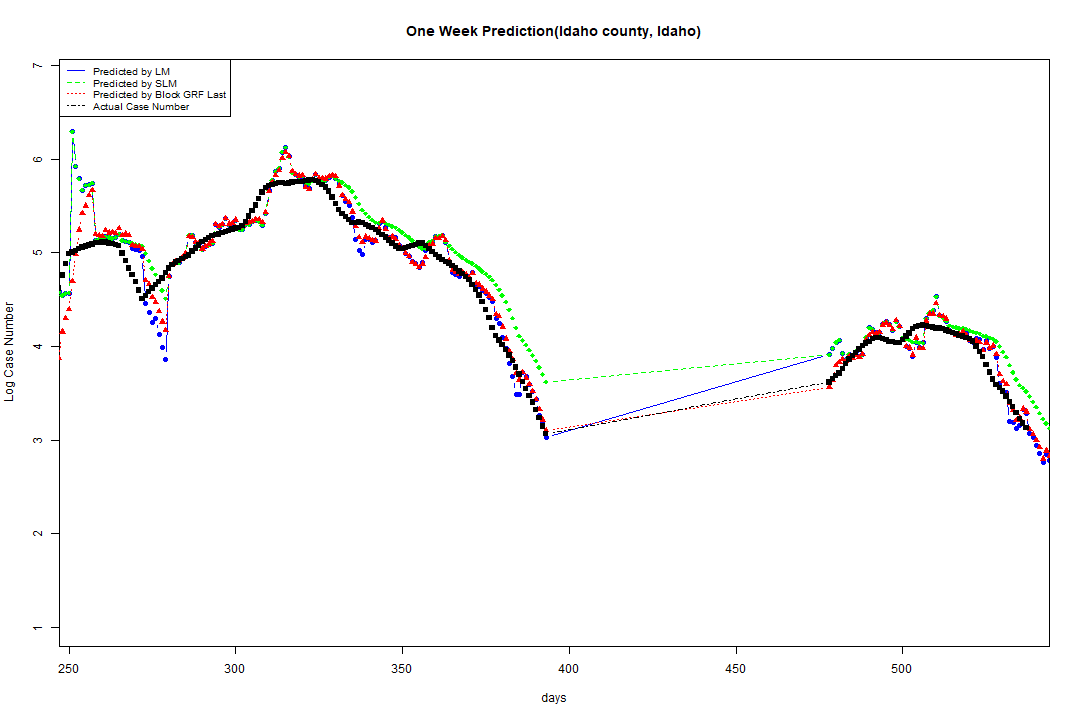 One Week Prediction(Idaho county, Idaho)
Predicted by LM
Predicted by SLM
Predicted by Block GRF Last
Actual Case Number
Log Case Number
7
6
5
4
3
2
1
250 300 350 400 450 500
days